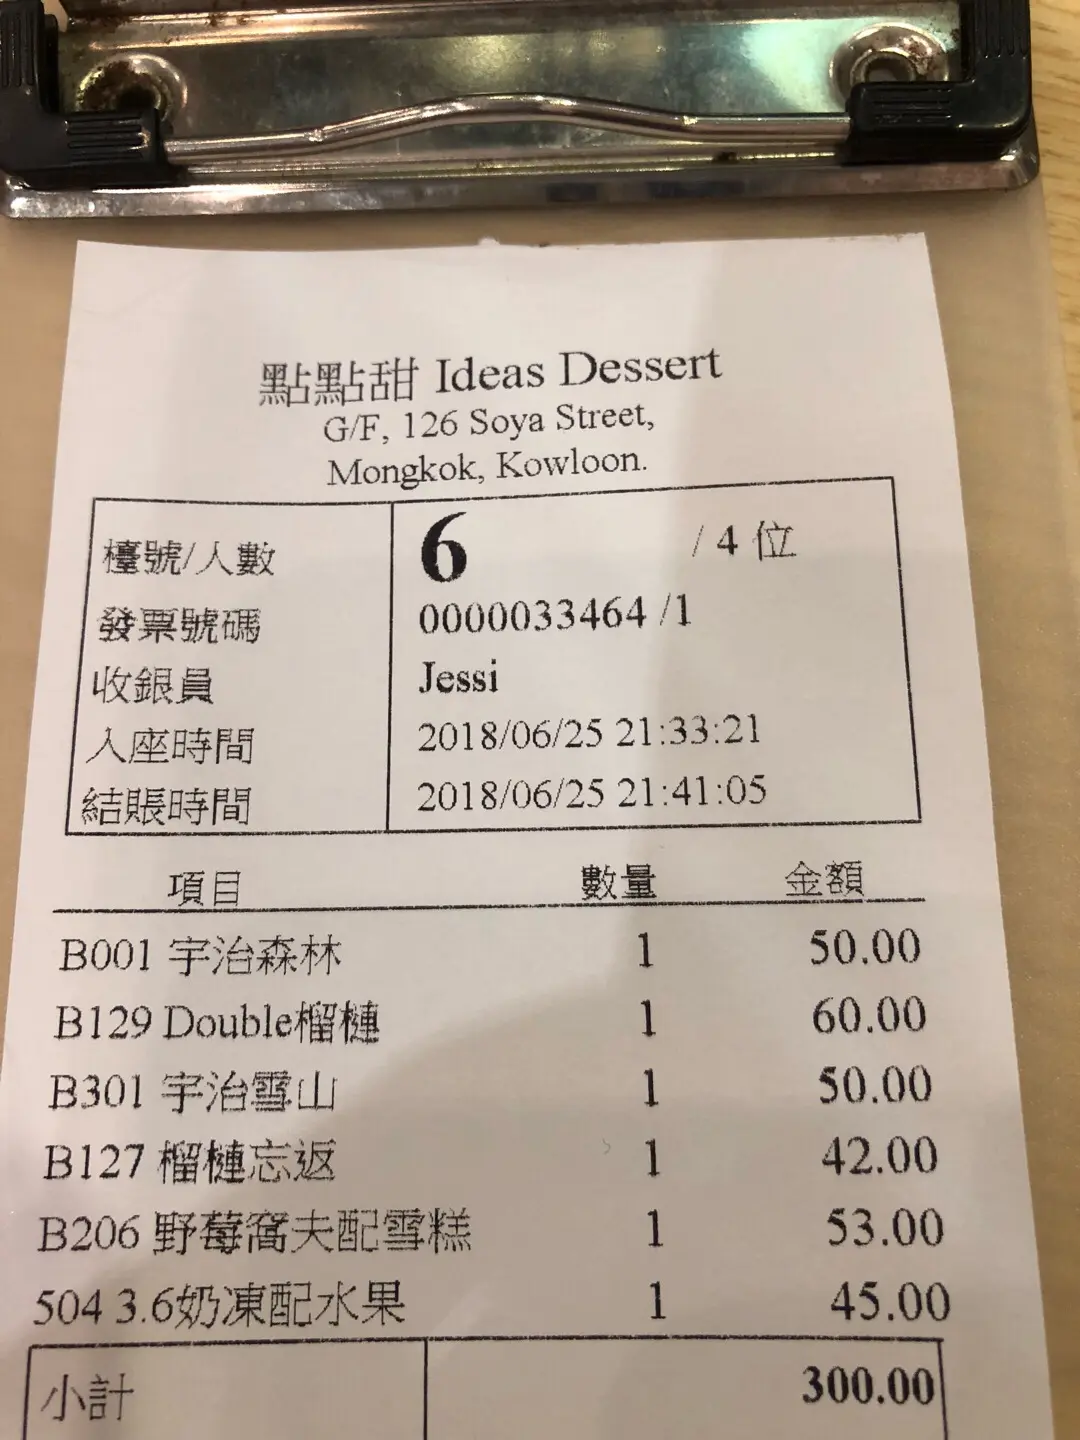 點點甜 Ideas Dessert
G/F, 126 Soya Street,
Mongkok, Kowloon.
檯號/人數 6 / 4 位
發票號碼 0000033464 /1
收銀員 Jessi
入座時間 2018/06/25 21:33:21
結賬時間 2018/06/25 21:41:05
項目 數量 金額
B001 宇治森林 1 50.00
B129 Double榴槤 1 60.00
B301 宇治雪山 1 50.00
B127 榴槤忘返 1 42.00
B206 野莓窩夫配雪糕 1 53.00
504 3.6奶凍配水果 1 45.00
小計 300.00